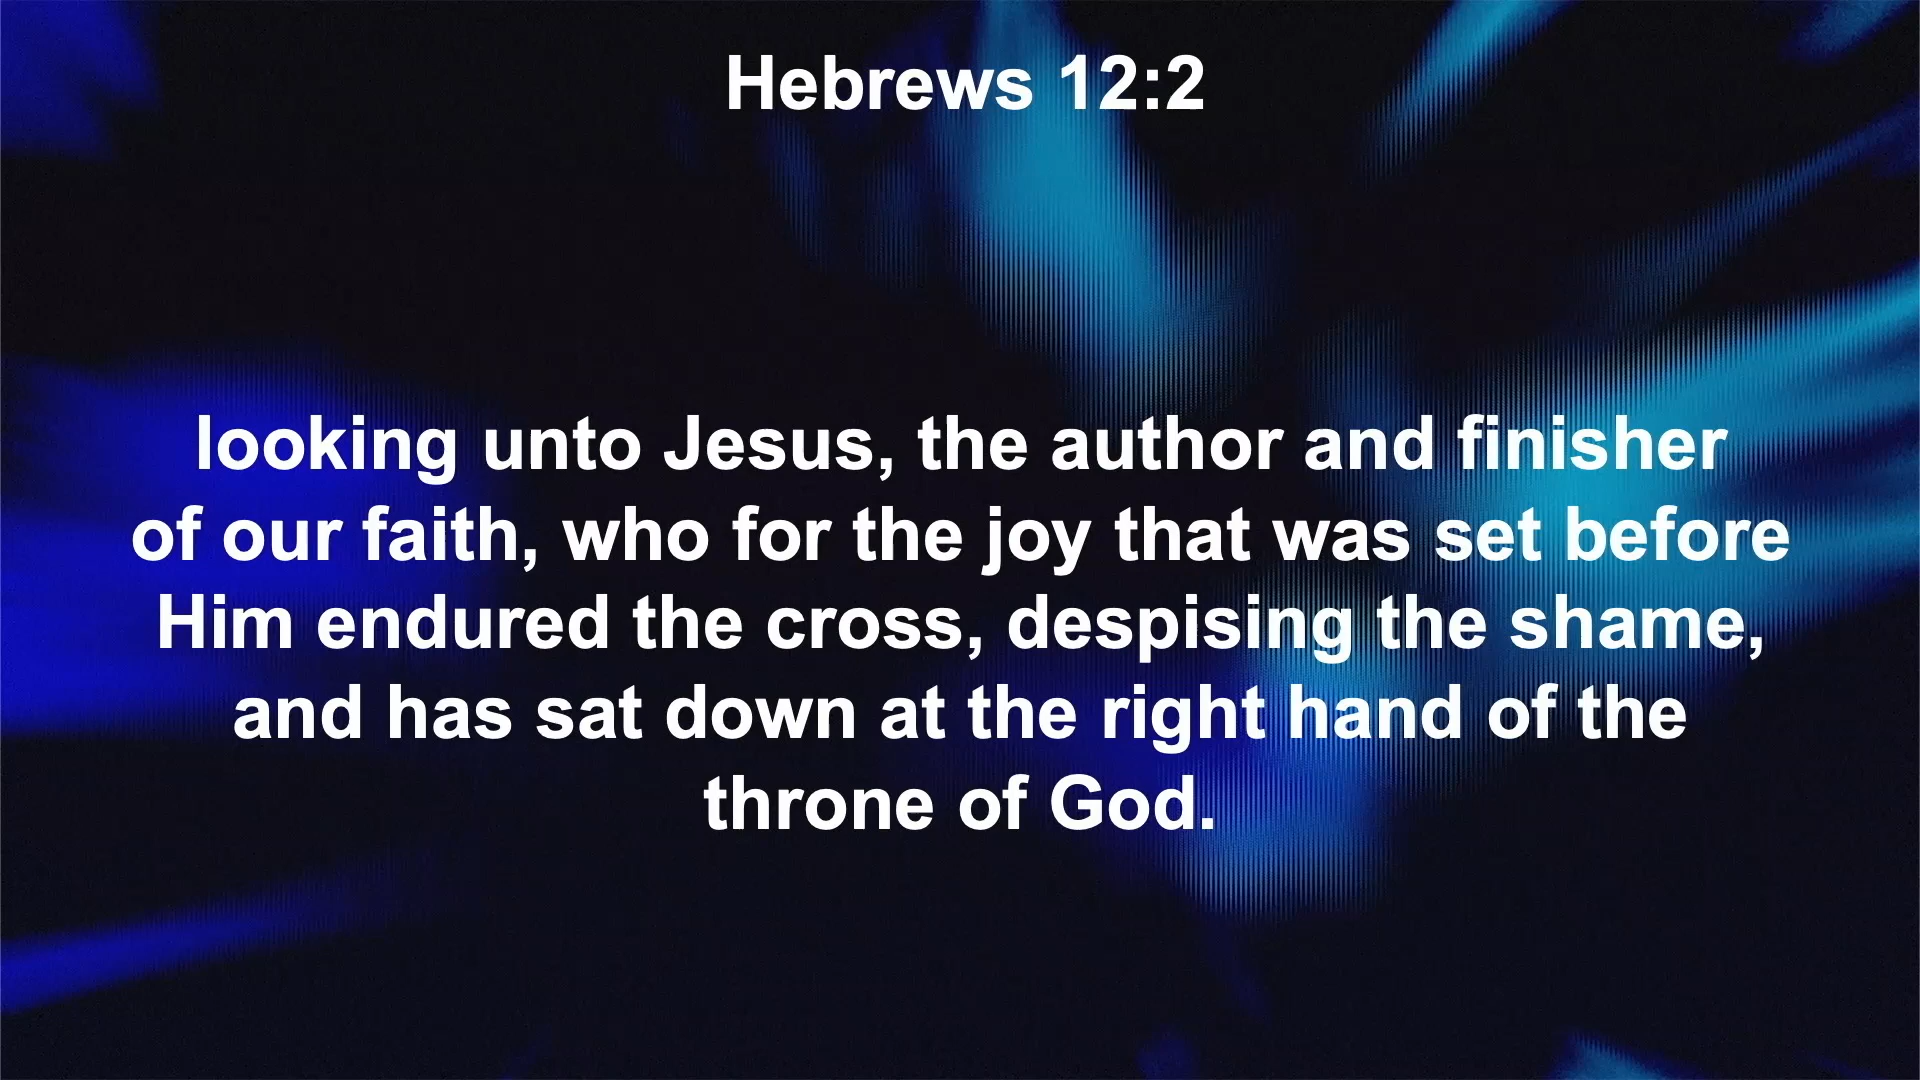 Hebrews 12:2
looking unto Jesus, the author and finisher
of our faith, who for the joy that was set before
Him endured the cross, despising the shame,
and has sat down at the right hand of the
throne of God.